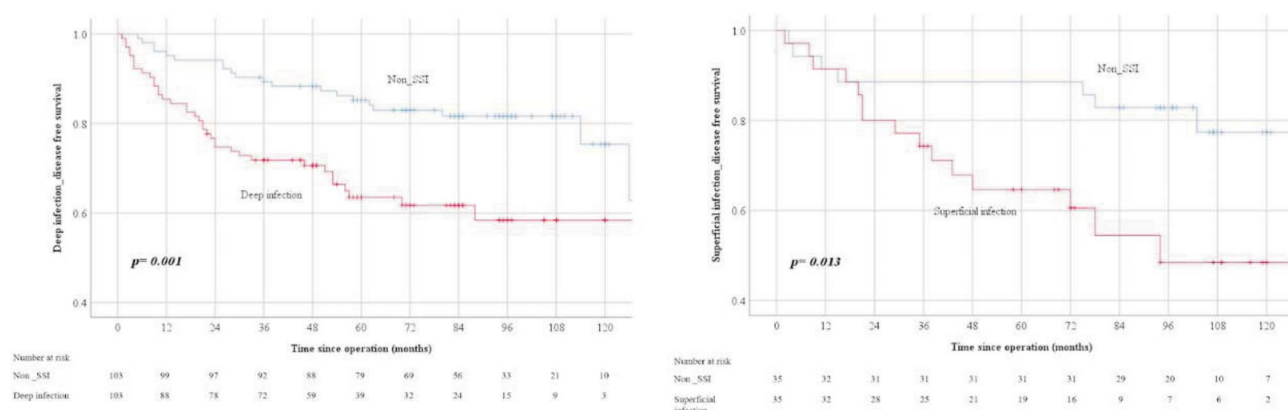 Deep infection_disease free survival
1.0
0.8
0.6
0.4
Non_SSI
Deep infection
p= 0.001
0 12 24 36 48 60 72 84 96 108 120
Time since operation (months)
Number at risk
Non _SSI 103 99 97 92 88 79 69 56 33 21 10
Deep infection 103 88 78 72 59 39 32 24 15 9 3
Superficial infection_disease free survival
1.0
0.8
0.6
0.4
Non_SSI
Superficial infection
p= 0.013
0 12 24 36 48 60 72 84 96 108 120
Time since operation (months)
Number at risk
Non _SSI 35 32 31 31 31 31 31 29 20 10 7
Superficial 35 32 28 25 21 19 16 9 7 6 2
infection